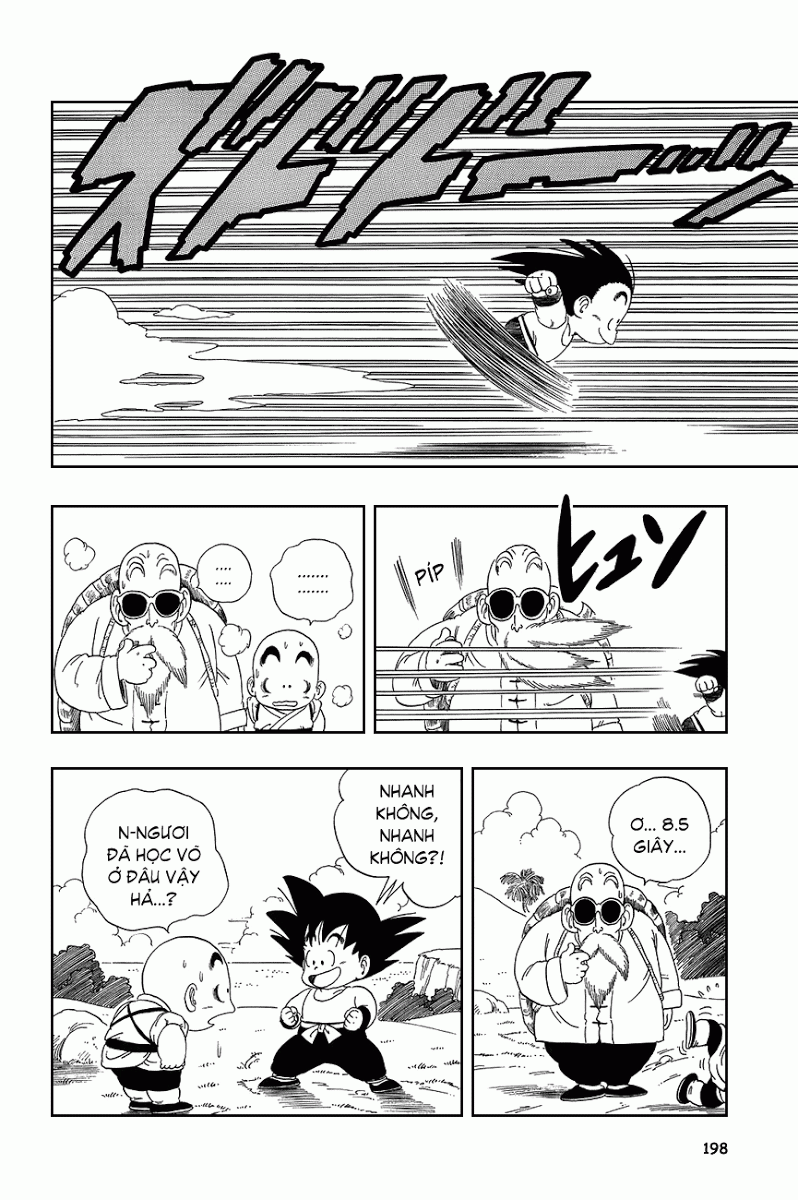 ズドドドー……
ヒュン
PÍP
........
........
Ơ... 8.5
GIÂY...
NHANH
KHÔNG,
NHANH
KHÔNG?!
N-NGƯƠI
ĐÃ HỌC VÕ
Ở ĐÂU VẬY
HẢ...?
198